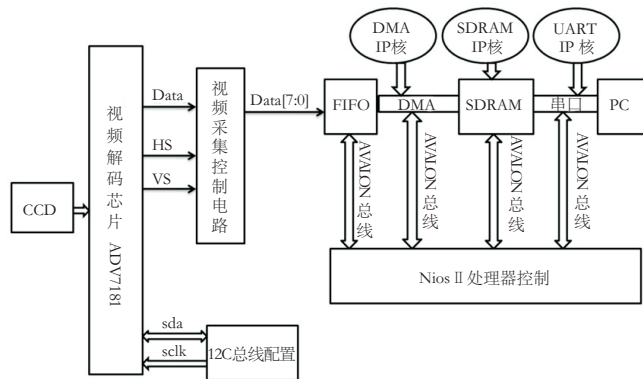 DMA
IP核
SDRAM
IP核
UART
IP 核
视频解码芯片 ADV7181
Data
HS
VS
视频采集控制电路
Data[7:0]
FIFO
DMA
SDRAM
串口
PC
CCD
AVALON 总线
AVALON 总线
AVALON 总线
AVALON 总线
Nios II 处理器控制
sda
sclk
12C总线配置